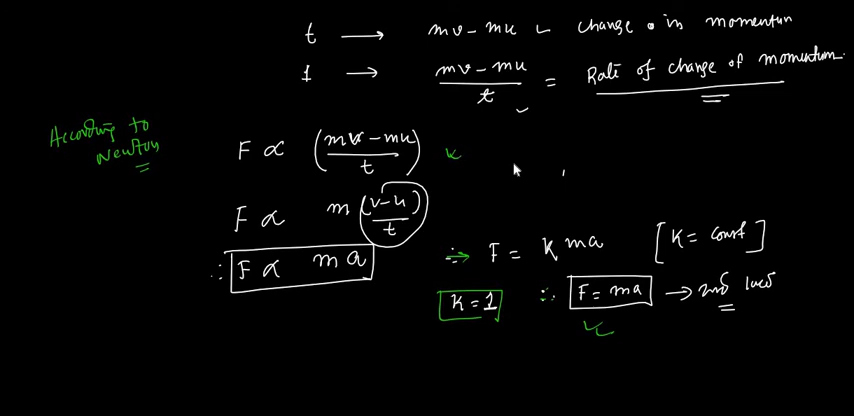 t → mv - mu change in momentum
1 → (mv - mu)/t = Rate of change of momentum.
According to
Newton
F ∝ (mv - mu / t)
F ∝ m (v - u)/t
∴ F ∝ ma
∴ F = K ma [K = const]
K = 1 ∴ F = ma → 2nd law